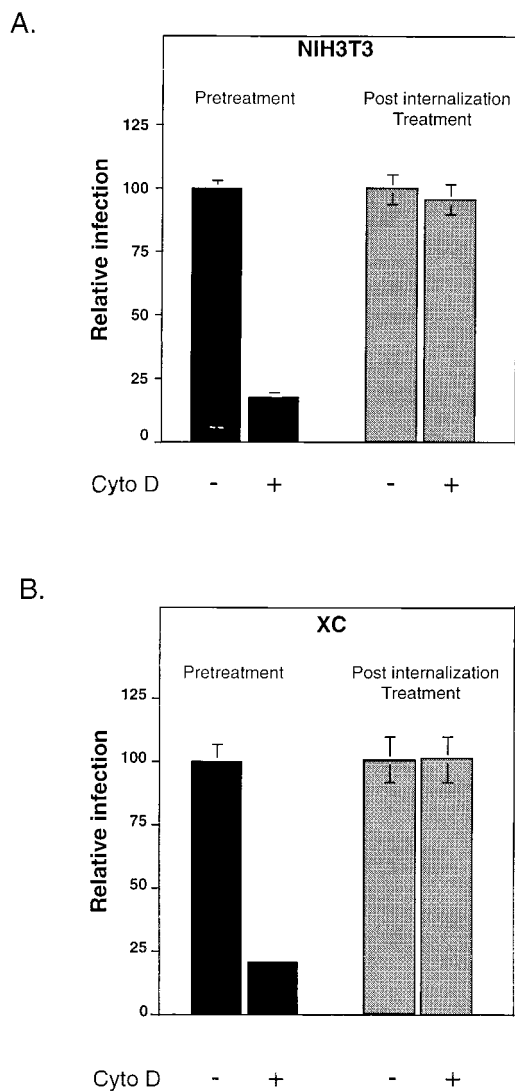 A.
NIH3T3
Pretreatment
Post internalization
Treatment
125
100
75
50
25
0
Relative infection
Cyto D - + - +
B.
XC
Pretreatment
Post internalization
Treatment
125
100
75
50
25
0
Relative infection
Cyto D - + - +